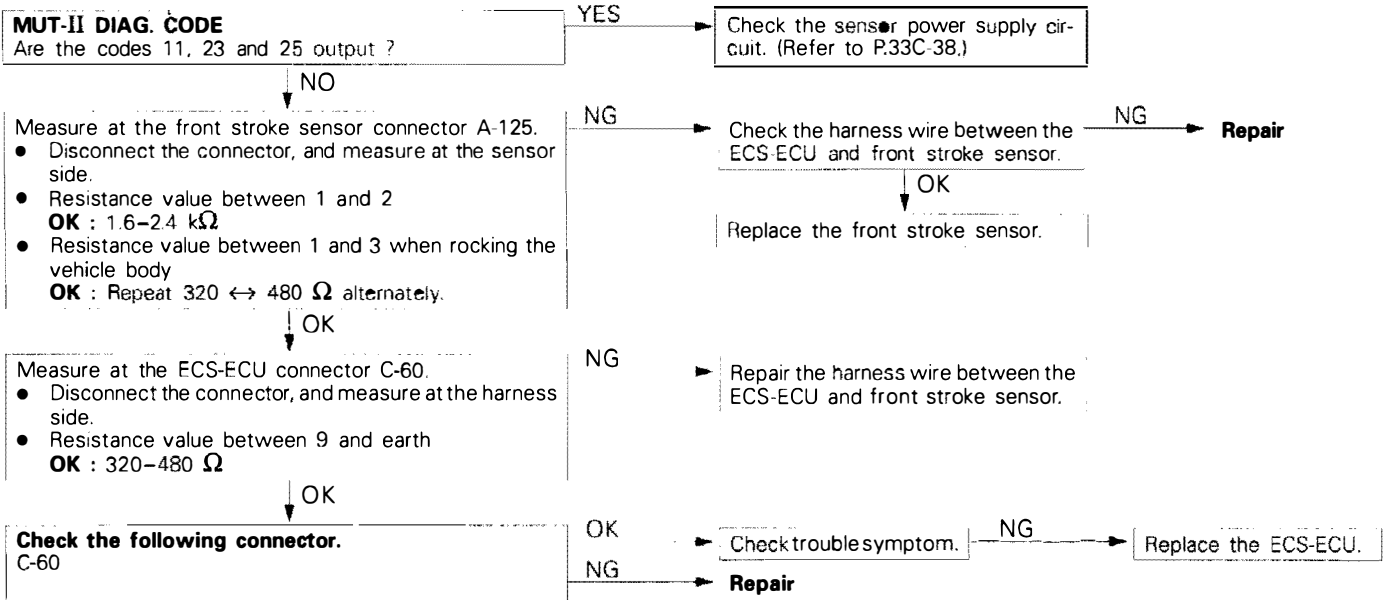 MUT-II DIAG. CODE
Are the codes 11, 23 and 25 output ?
YES
Check the sensor power supply cir-
cuit. (Refer to P.33C-38.)
NO
Measure at the front stroke sensor connector A-125.
● Disconnect the connector, and measure at the sensor
side.
● Resistance value between 1 and 2
OK : 1.6–2.4 kΩ
● Resistance value between 1 and 3 when rocking the
vehicle body
OK : Repeat 320 ↔ 480 Ω alternately.
NG
Check the harness wire between the
ECS-ECU and front stroke sensor.
NG
Repair
OK
Replace the front stroke sensor.
OK
Measure at the ECS-ECU connector C-60.
● Disconnect the connector, and measure at the harness
side.
● Resistance value between 9 and earth
OK : 320–480 Ω
NG
Repair the harness wire between the
ECS-ECU and front stroke sensor.
OK
Check the following connector.
C-60
OK
Check trouble symptom.
NG
Replace the ECS-ECU.
NG
Repair